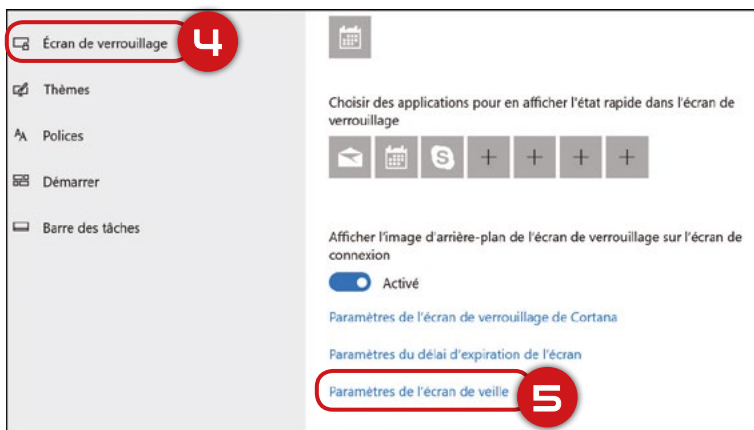 Écran de verrouillage
4
Thèmes
Polices
Démarrer
Barre des tâches
Choisir des applications pour en afficher l'état rapide dans l'écran de
verrouillage
Afficher l'image d'arrière-plan de l'écran de verrouillage sur l'écran de
connexion
Activé
Paramètres de l'écran de verrouillage de Cortana
Paramètres du délai d'expiration de l'écran
Paramètres de l'écran de veille
5